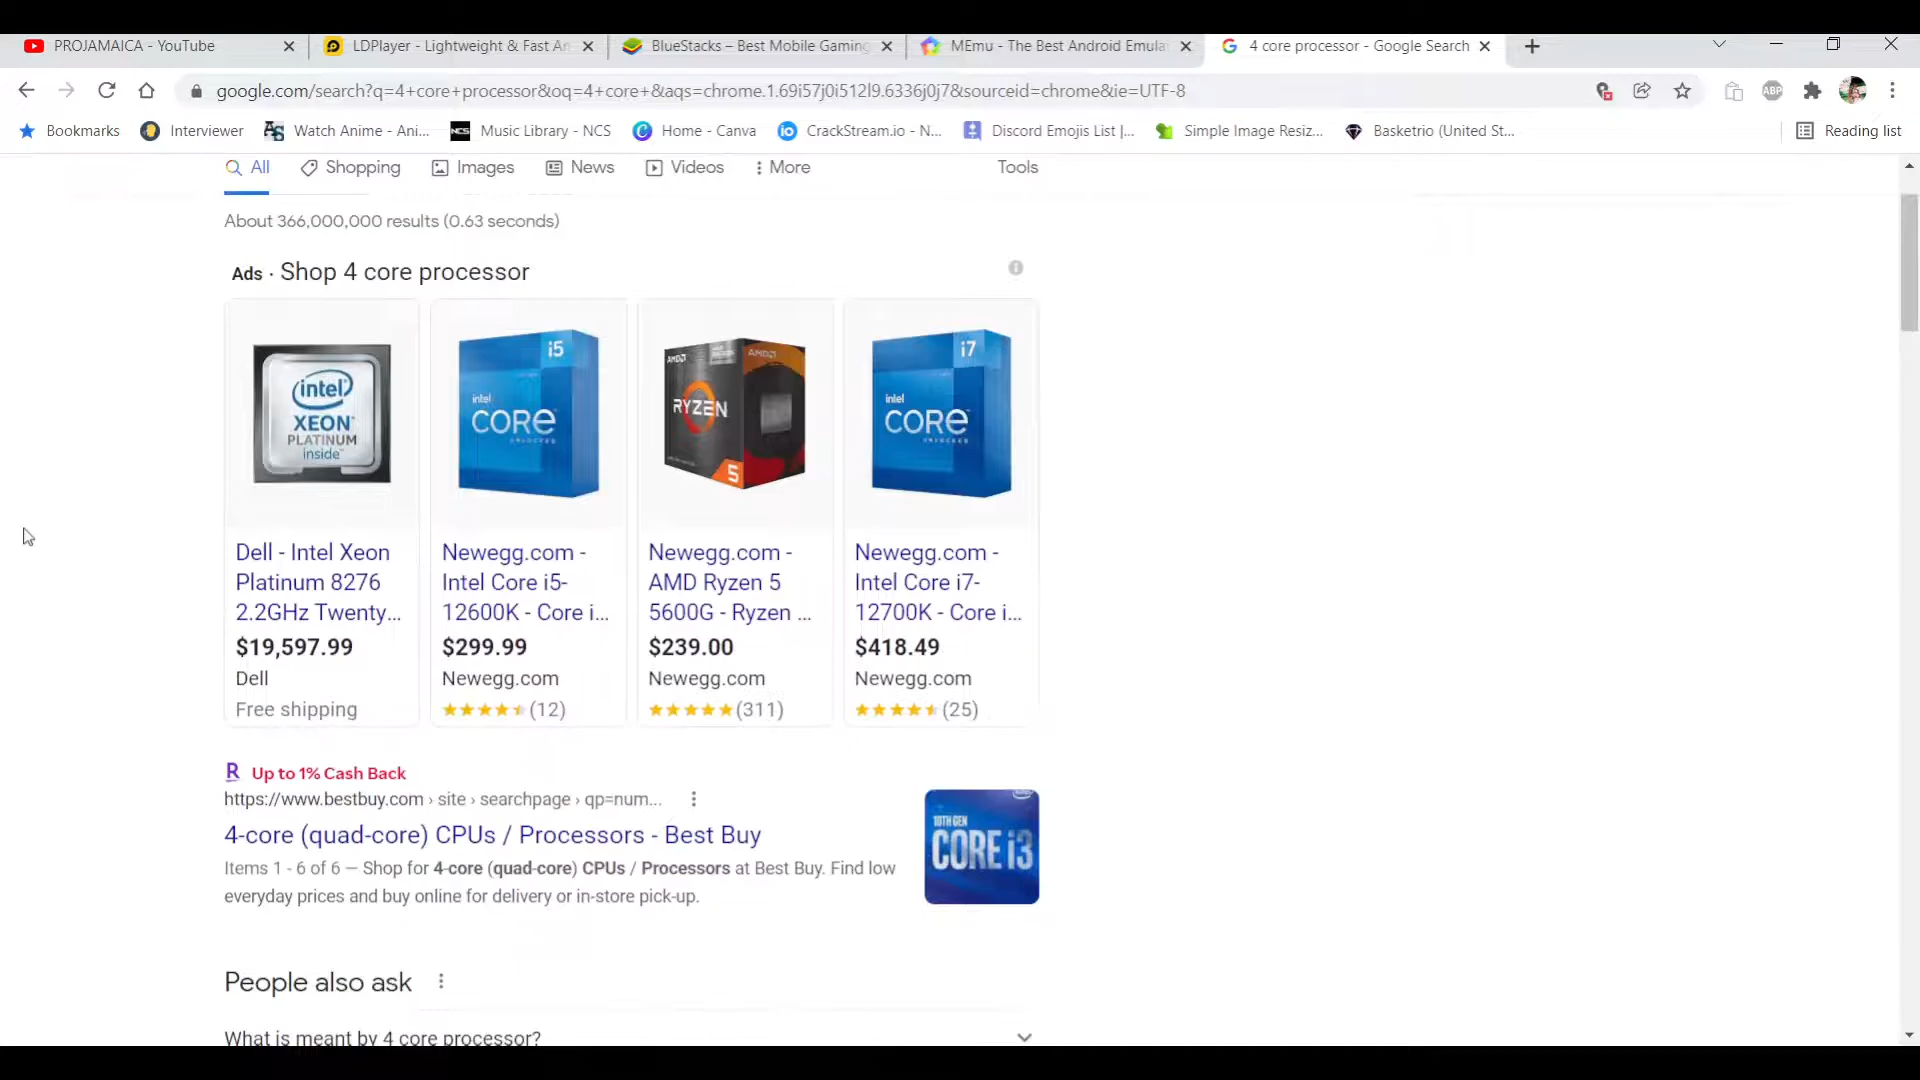 PROJAMAICA - YouTube
LDPlayer - Lightweight & Fast An
BlueStacks – Best Mobile Gaming
MEmu - The Best Android Emula
4 core processor - Google Search
google.com/search?q=4+core+processor&oq=4+core+&aqs=chrome.1.69i57j0i512l9.6336j0j7&sourceid=chrome&ie=UTF-8
ABP
Bookmarks
Interviewer
Watch Anime - Ani...
NCS
Music Library - NCS
Home - Canva
CrackStream.io - N...
Discord Emojis List |...
Simple Image Resiz...
Basketrio (United St...
Reading list
All
Shopping
Images
News
Videos
More
Tools
About 366,000,000 results (0.63 seconds)
Ads · Shop 4 core processor
intel
XEON
PLATINUM
inside
i5
intel
CORE
UNLOCKED
AMD
AMD
RYZEN
5
i7
intel
CORE
UNLOCKED
Dell - Intel Xeon
Platinum 8276
2.2GHz Twenty...
$19,597.99
Dell
Free shipping
Newegg.com -
Intel Core i5-
12600K - Core i...
$299.99
Newegg.com
(12)
Newegg.com -
AMD Ryzen 5
5600G - Ryzen ...
$239.00
Newegg.com
(311)
Newegg.com -
Intel Core i7-
12700K - Core i...
$418.49
Newegg.com
(25)
R Up to 1% Cash Back
https://www.bestbuy.com › site › searchpage › qp=num...
4-core (quad-core) CPUs / Processors - Best Buy
Items 1 - 6 of 6 — Shop for 4-core (quad-core) CPUs / Processors at Best Buy. Find low
everyday prices and buy online for delivery or in-store pick-up.
10TH GEN
CORE i3
People also ask
What is meant by 4 core processor?